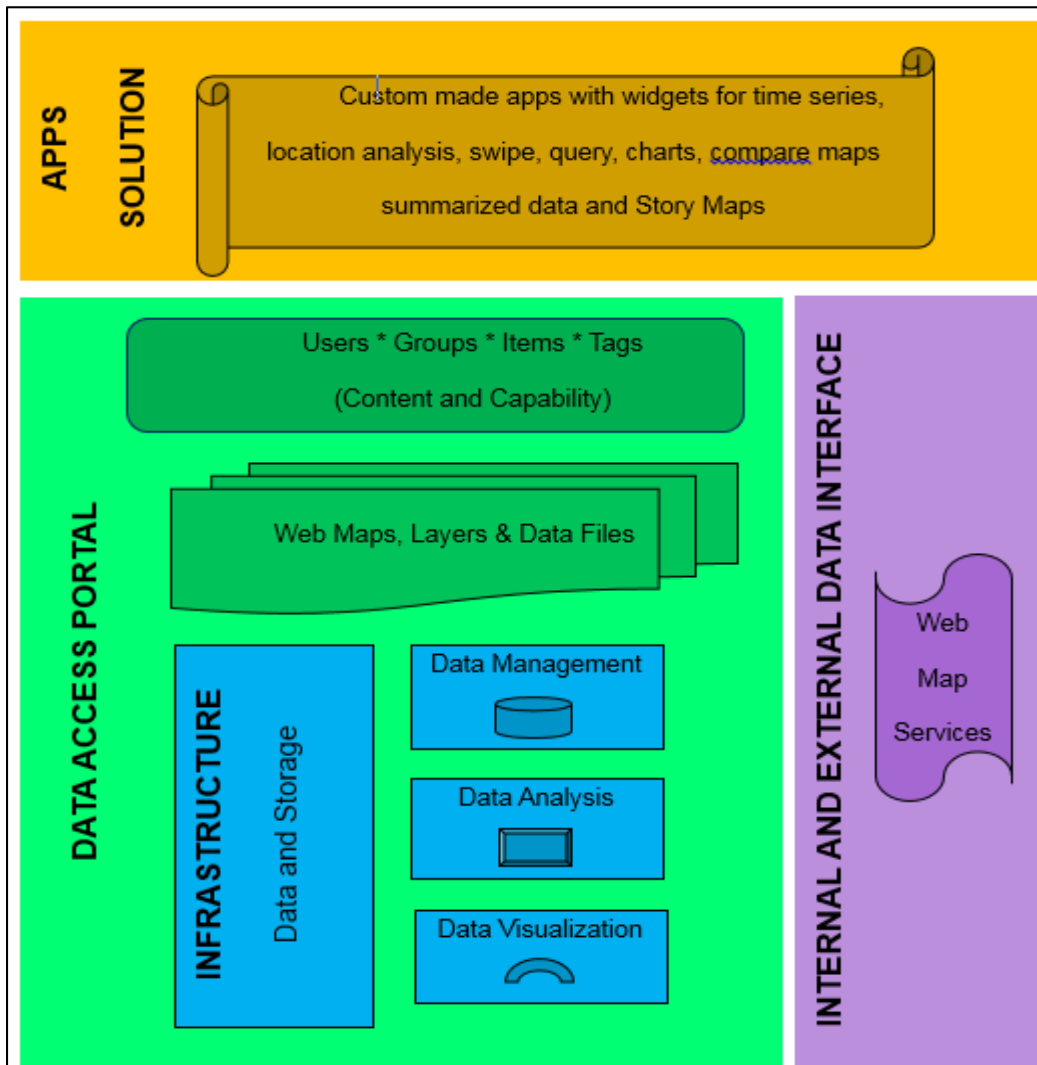 APPS
SOLUTION
Custom made apps with widgets for time series,
location analysis, swipe, query, charts, compare maps
summarized data and Story Maps
DATA ACCESS PORTAL
Users * Groups * Items * Tags
(Content and Capability)
Web Maps, Layers & Data Files
INFRASTRUCTURE
Data and Storage
Data Management
Data Analysis
Data Visualization
INTERNAL AND EXTERNAL DATA INTERFACE
Web
Map
Services